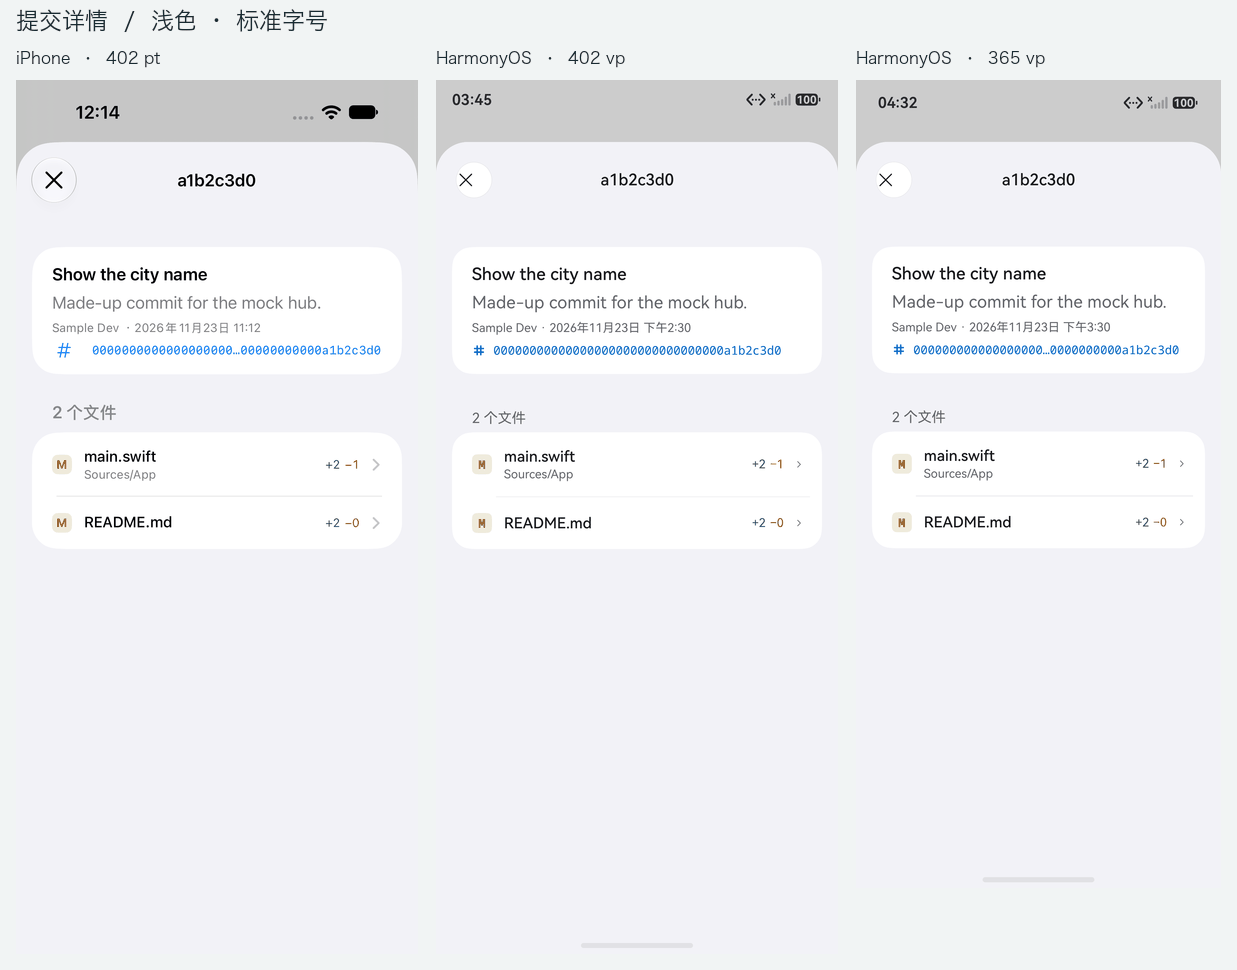 提交详情 / 浅色 · 标准字号
iPhone · 402 pt
12:14
a1b2c3d0
Show the city name
Made-up commit for the mock hub.
Sample Dev · 2026年11月23日 11:12
# 0000000000000000000…00000000000a1b2c3d0
2 个文件
M main.swift +2 −1
Sources/App
M README.md +2 −0
HarmonyOS · 402 vp
03:45 100
a1b2c3d0
Show the city name
Made-up commit for the mock hub.
Sample Dev · 2026年11月23日 下午2:30
# 00000000000000000000000000000000a1b2c3d0
2 个文件
M main.swift +2 −1
Sources/App
M README.md +2 −0
HarmonyOS · 365 vp
04:32 100
a1b2c3d0
Show the city name
Made-up commit for the mock hub.
Sample Dev · 2026年11月23日 下午3:30
# 000000000000000000…0000000000a1b2c3d0
2 个文件
M main.swift +2 −1
Sources/App
M README.md +2 −0